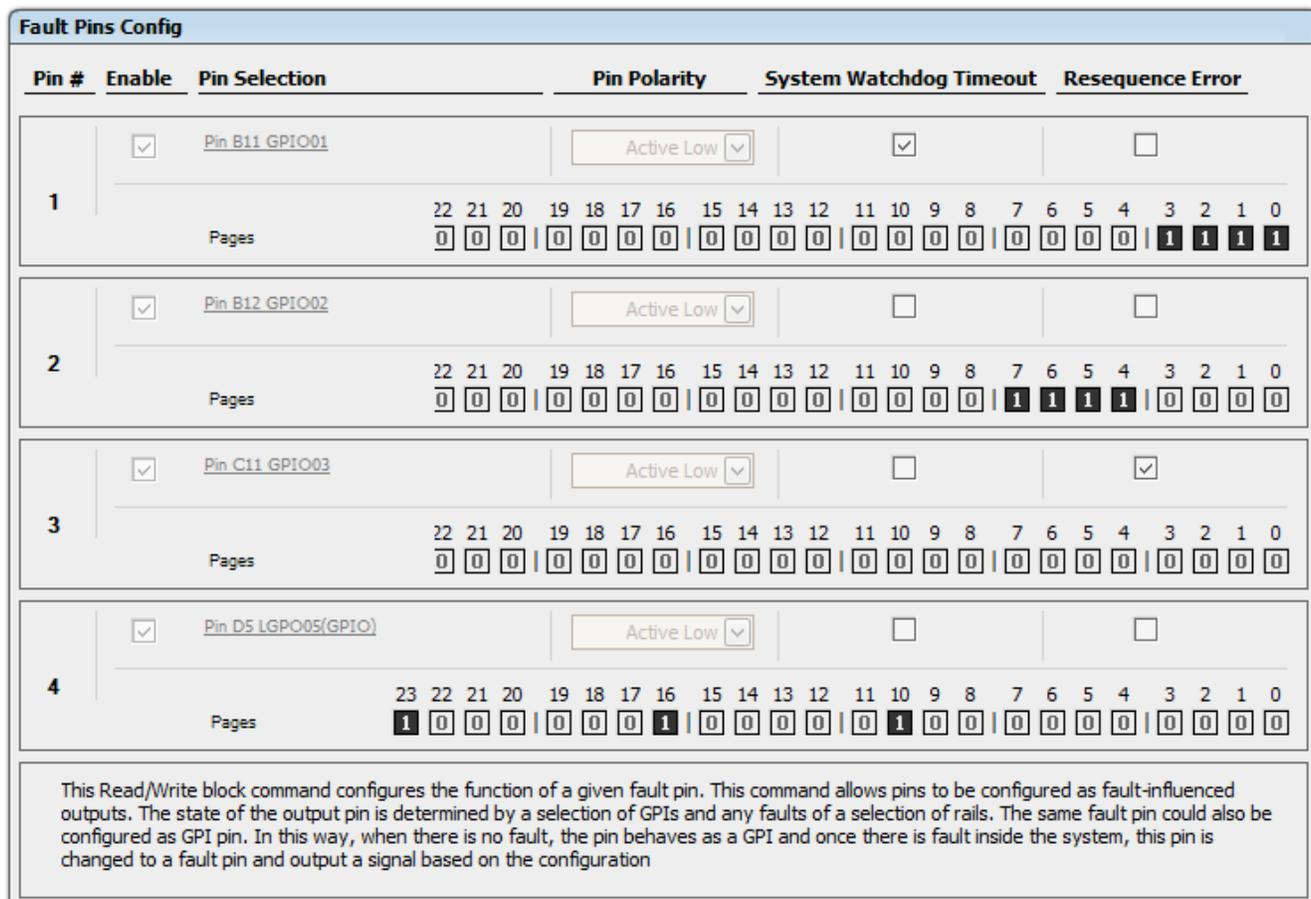 Fault Pins Config
Pin # Enable Pin Selection Pin Polarity System Watchdog Timeout Resequence Error
Pin B11 GPIO01 Active Low
1
22 21 20 19 18 17 16 15 14 13 12 11 10 9 8 7 6 5 4 3 2 1 0
Pages 0 0 0 | 0 0 0 0 | 0 0 0 0 | 0 0 0 0 | 0 0 0 0 | 1 1 1 1
Pin B12 GPIO02 Active Low
2
22 21 20 19 18 17 16 15 14 13 12 11 10 9 8 7 6 5 4 3 2 1 0
Pages 0 0 0 | 0 0 0 0 | 0 0 0 0 | 0 0 0 0 | 1 1 1 1 | 0 0 0 0
Pin C11 GPIO03 Active Low
3
22 21 20 19 18 17 16 15 14 13 12 11 10 9 8 7 6 5 4 3 2 1 0
Pages 0 0 0 | 0 0 0 0 | 0 0 0 0 | 0 0 0 0 | 0 0 0 0 | 0 0 0 0
Pin D5 LGPO05(GPIO) Active Low
4
23 22 21 20 19 18 17 16 15 14 13 12 11 10 9 8 7 6 5 4 3 2 1 0
Pages 1 0 0 0 | 0 0 0 1 | 0 0 0 0 | 0 1 0 0 | 0 0 0 0 | 0 0 0 0
This Read/Write block command configures the function of a given fault pin. This command allows pins to be configured as fault-influenced
outputs. The state of the output pin is determined by a selection of GPIs and any faults of a selection of rails. The same fault pin could also be
configured as GPI pin. In this way, when there is no fault, the pin behaves as a GPI and once there is fault inside the system, this pin is
changed to a fault pin and output a signal based on the configuration